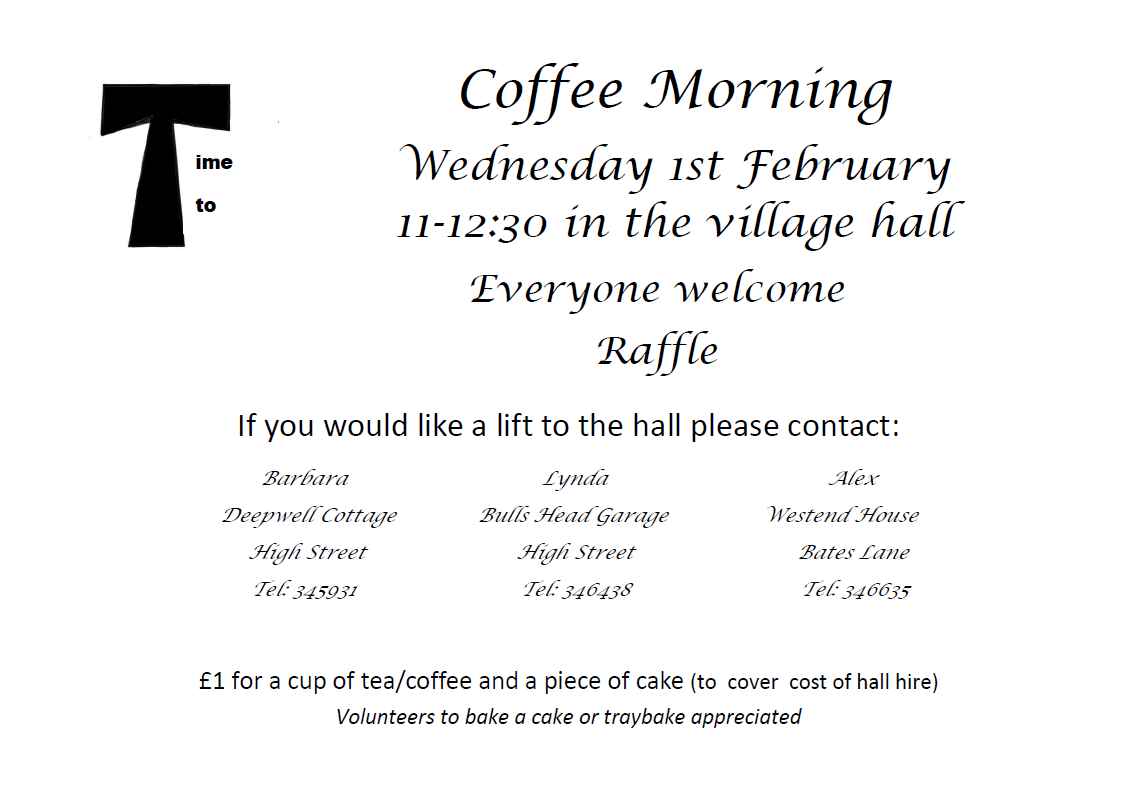 Time
to
Coffee Morning
Wednesday 1st February
11-12:30 in the village hall
Everyone welcome
Raffle
If you would like a lift to the hall please contact:
Barbara
Deepwell Cottage
High Street
Tel: 345931
Lynda
Bulls Head Garage
High Street
Tel: 346438
Alex
Westend House
Bates Lane
Tel: 346635
£1 for a cup of tea/coffee and a piece of cake (to cover cost of hall hire)
Volunteers to bake a cake or traybake appreciated